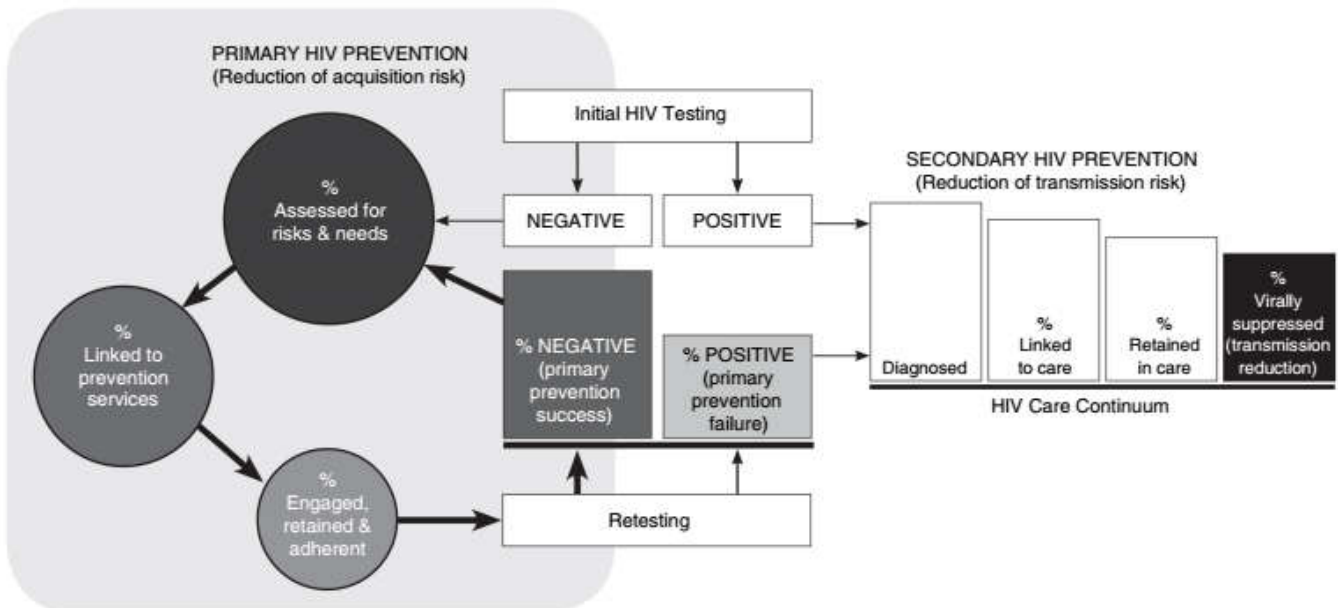 PRIMARY HIV PREVENTION
(Reduction of acquisition risk)
Initial HIV Testing
NEGATIVE
POSITIVE
%
Assessed for
risks & needs
%
Linked to
prevention
services
%
Engaged,
retained &
adherent
Retesting
% NEGATIVE
(primary
prevention
success)
% POSITIVE
(primary
prevention
failure)
SECONDARY HIV PREVENTION
(Reduction of transmission risk)
Diagnosed
%
Linked
to care
%
Retained
in care
%
Virally
suppressed
(transmission
reduction)
HIV Care Continuum